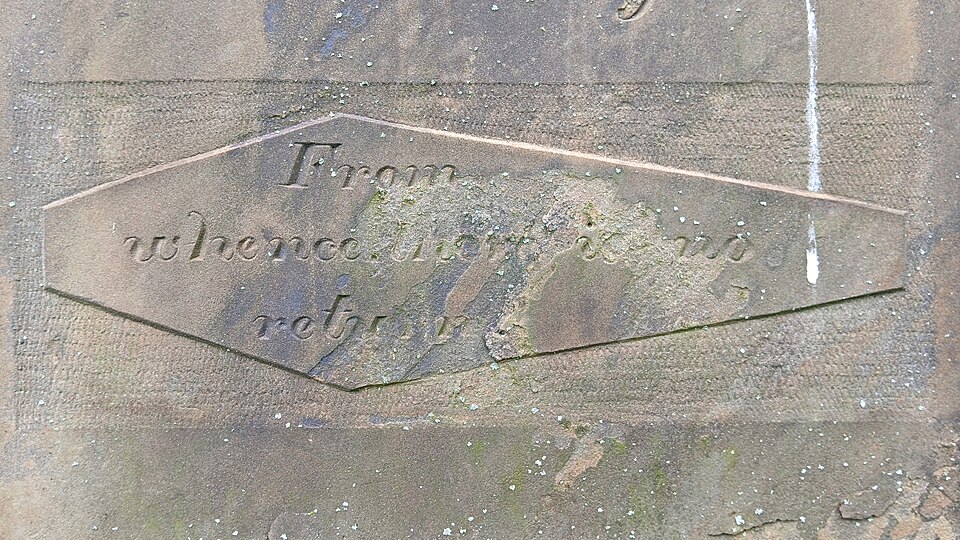 From
whence there is no
return